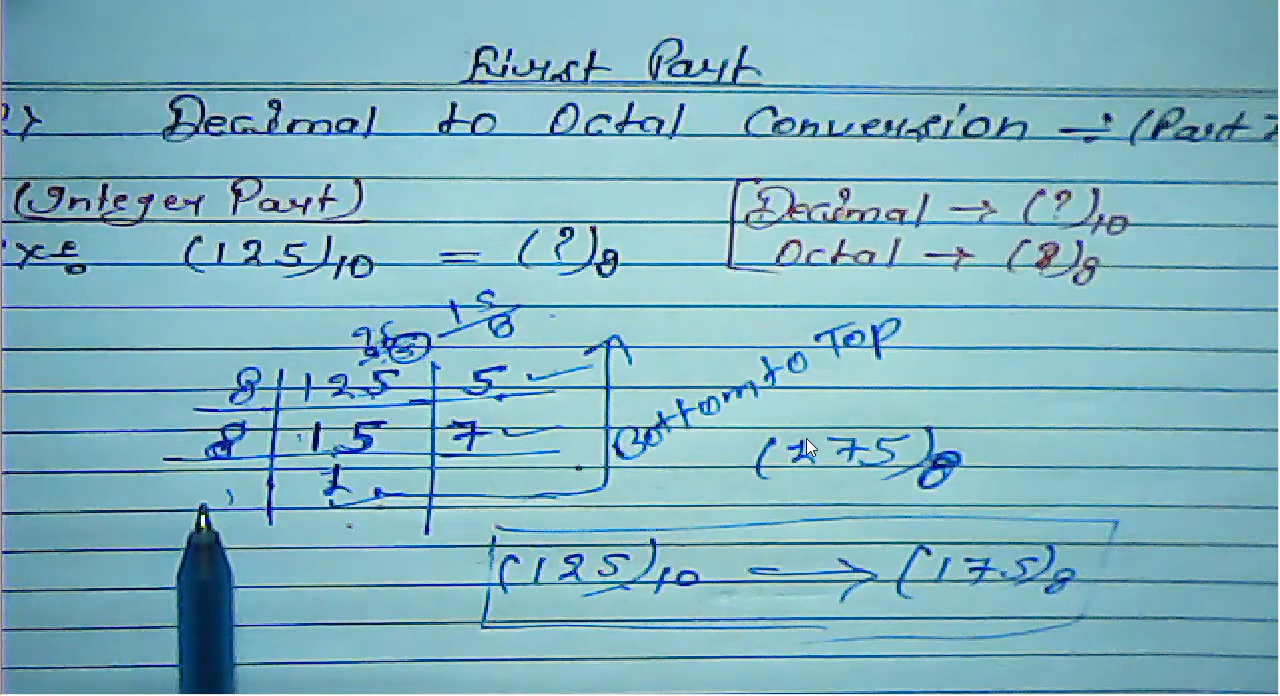 First Part
Decimal to Octal Conversion ÷ (Part
(Integer Part)
[Decimal → (?)10
Octal → (?)8
(125)10 = (?)8
15/8
8 | 125 | 5
8 | 15 | 7
1
Bottom to Top
(175)8
(125)10 → (175)8